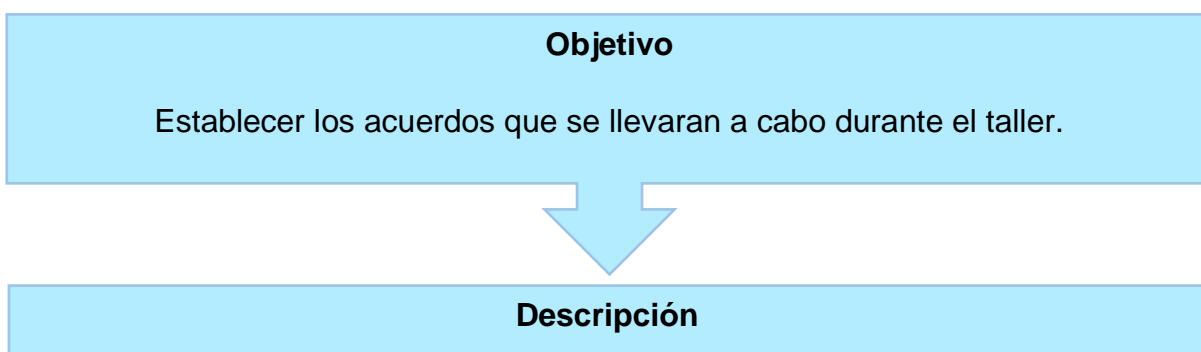 Objetivo
Establecer los acuerdos que se llevaran a cabo durante el taller.
Descripción